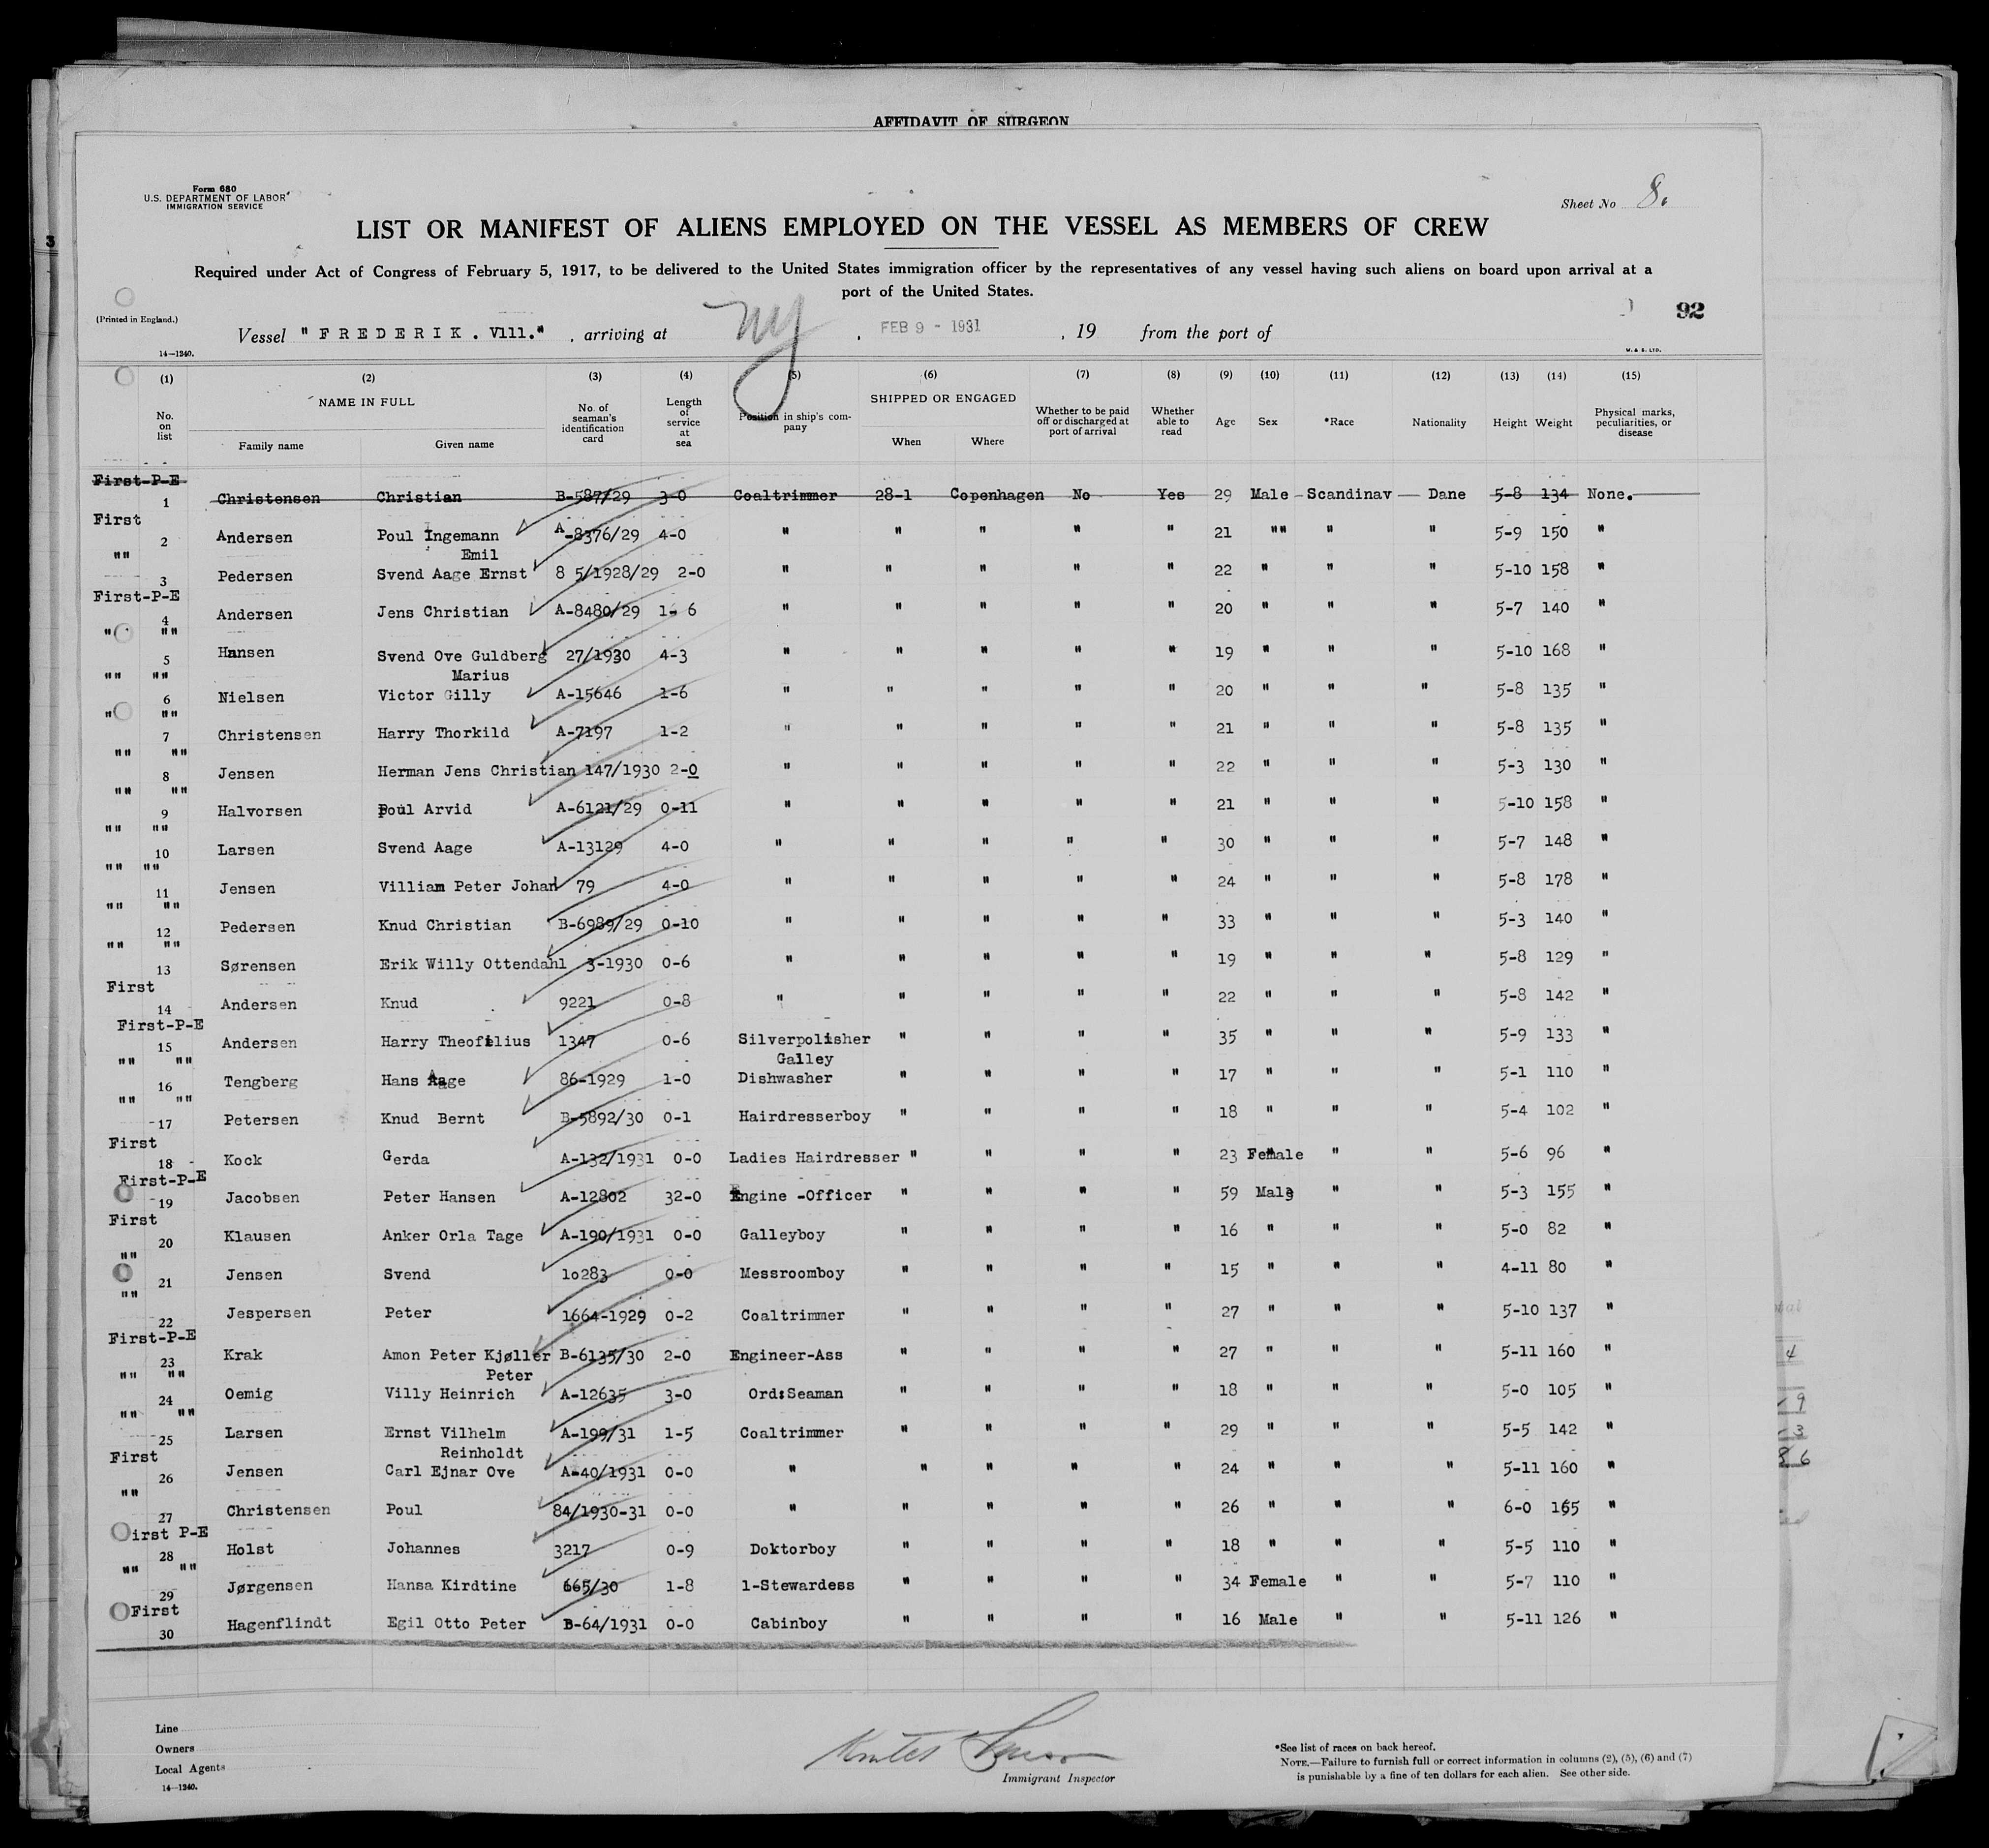 AFFIDAVIT OF SURGEON
3
Form 680
U.S. DEPARTMENT OF LABOR
IMMIGRATION SERVICE
Sheet No 8.
LIST OR MANIFEST OF ALIENS EMPLOYED ON THE VESSEL AS MEMBERS OF CREW
Required under Act of Congress of February 5, 1917, to be delivered to the United States immigration officer by the representatives of any vessel having such aliens on board upon arrival at a
port of the United States.
92
(Printed in England.)
Vessel "FREDERIK. Vlll." , arriving at NY , FEB 9 - 1931 , 19 from the port of
14—1240.
W. & S. LTD.
(1) (2) (3) (4) (5) (6) (7) (8) (9) (10) (11) (12) (13) (14) (15)
No. on list NAME IN FULL Family name Given name No. of seaman's identification card Length of service at sea Position in ship's company SHIPPED OR ENGAGED When Where Whether to be paid off or discharged at port of arrival Whether able to read Age Sex *Race Nationality Height Weight Physical marks, peculiarities, or disease
First-P-E
1 Christensen Christian B-587/29 3-0 Coaltrimmer 28-1 Copenhagen No Yes 29 Male Scandinav Dane 5-8 134 None.
First
2 Andersen Poul Ingemann A-8376/29 4-0 " " " " " 21 "" " " 5-9 150 "
"" Emil
3 Pedersen Svend Aage Ernst 8 5/1928/29 2-0 " " " " " 22 " " " 5-10 158 "
First-P-E
4 Andersen Jens Christian A-8480/29 1-6 " " " " " 20 " " " 5-7 140 "
" ""
5 Hansen Svend Ove Guldberg 27/1930 4-3 " " " " " 19 " " " 5-10 168 "
"" "" Marius
6 Nielsen Victor Gilly A-15646 1-6 " " " " " 20 " " " 5-8 135 "
" ""
7 Christensen Harry Thorkild A-7197 1-2 " " " " " 21 " " " 5-8 135 "
"" ""
8 Jensen Herman Jens Christian 147/1930 2-0 " " " " " 22 " " " 5-3 130 "
"" ""
9 Halvorsen Poul Arvid A-6121/29 0-11 " " " " " 21 " " " 5-10 158 "
"" ""
10 Larsen Svend Aage A-13129 4-0 " " " " " 30 " " " 5-7 148 "
"" ""
11 Jensen Villiam Peter Johan 79 4-0 " " " " " 24 " " " 5-8 178 "
"" ""
12 Pedersen Knud Christian B-6989/29 0-10 " " " " " 33 " " " 5-3 140 "
"" ""
13 Sørensen Erik Willy Ottendahl 3-1930 0-6 " " " " " 19 " " " 5-8 129 "
First
14 Andersen Knud 9221 0-8 " " " " " 22 " " " 5-8 142 "
First-P-E
15 Andersen Harry Theofilius 1347 0-6 Silverpolisher " " " " 35 " " " 5-9 133 "
"" "" Galley
16 Tengberg Hans Aage 86-1929 1-0 Dishwasher " " " " 17 " " " 5-1 110 "
"" ""
17 Petersen Knud Bernt B-5892/30 0-1 Hairdresserboy " " " " 18 " " " 5-4 102 "
First
18 Kock Gerda A-132/1931 0-0 Ladies Hairdresser " " " " 23 Female " " 5-6 96 "
First-P-E
19 Jacobsen Peter Hansen A-12802 32-0 Engine -Officer " " " " 59 Male " " 5-3 155 "
First
20 Klausen Anker Orla Tage A-190/1931 0-0 Galleyboy " " " " 16 " " " 5-0 82 "
""
21 Jensen Svend 10283 0-0 Messroomboy " " " " 15 " " " 4-11 80 "
""
22 Jespersen Peter 1664-1929 0-2 Coaltrimmer " " " " 27 " " " 5-10 137 "
First-P-E
23 Krak Amon Peter Kjøller B-6135/30 2-0 Engineer-Ass " " " " 27 " " " 5-11 160 "
"" "" Peter
24 Oemig Villy Heinrich A-12635 3-0 Ord:Seaman " " " " 18 " " " 5-0 105 "
"" ""
25 Larsen Ernst Vilhelm A-199/31 1-5 Coaltrimmer " " " " 29 " " " 5-5 142 "
First Reinholdt
26 Jensen Carl Ejnar Ove A-40/1931 0-0 " " " " " 24 " " " 5-11 160 "
""
27 Christensen Poul 84/1930-31 0-0 " " " " " 26 " " " 6-0 165 "
irst P-E
28 Holst Johannes 3217 0-9 Doktorboy " " " " 18 " " " 5-5 110 "
"" ""
29 Jørgensen Hansa Kirdtine 665/30 1-8 1-Stewardess " " " " 34 Female " " 5-7 110 "
First
30 Hagenflindt Egil Otto Peter B-64/1931 0-0 Cabinboy " " " " 16 Male " " 5-11 126 "
Line
Owners
Local Agents
14—1240.
Immigrant Inspector
*See list of races on back hereof.
NOTE.—Failure to furnish full or correct information in columns (2), (5), (6) and (7)
is punishable by a fine of ten dollars for each alien. See other side.